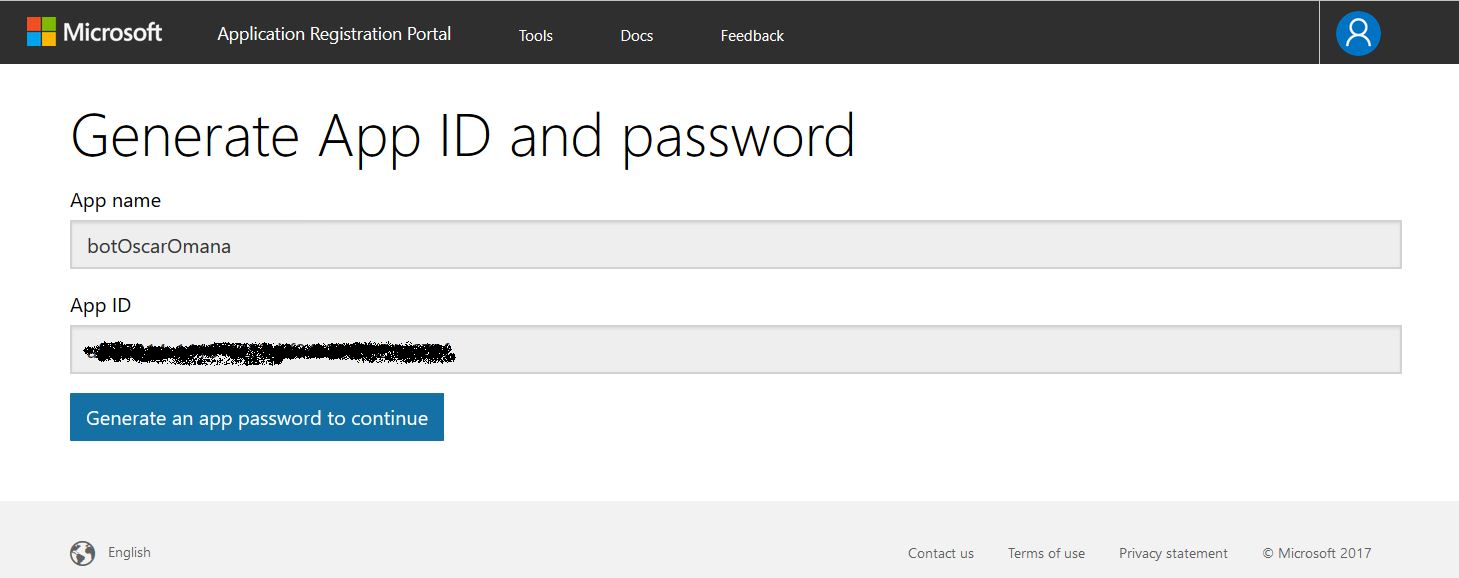 Microsoft Application Registration Portal Tools Docs Feedback
Generate App ID and password
App name
botOscarOmana
App ID
Generate an app password to continue
English Contact us Terms of use Privacy statement © Microsoft 2017